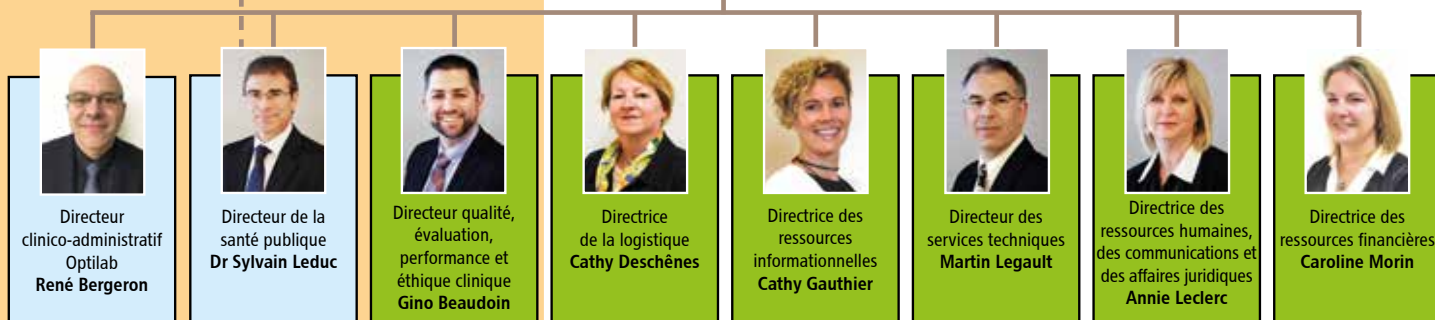 Directeur
clinico-administratif
Optilab
René Bergeron
Directeur de la
santé publique
Dr Sylvain Leduc
Directeur qualité,
évaluation,
performance et
éthique clinique
Gino Beaudoin
Directrice
de la logistique
Cathy Deschênes
Directrice des
ressources
informationnelles
Cathy Gauthier
Directeur des
services techniques
Martin Legault
Directrice des
ressources humaines,
des communications et
des affaires juridiques
Annie Leclerc
Directrice des
ressources financières
Caroline Morin